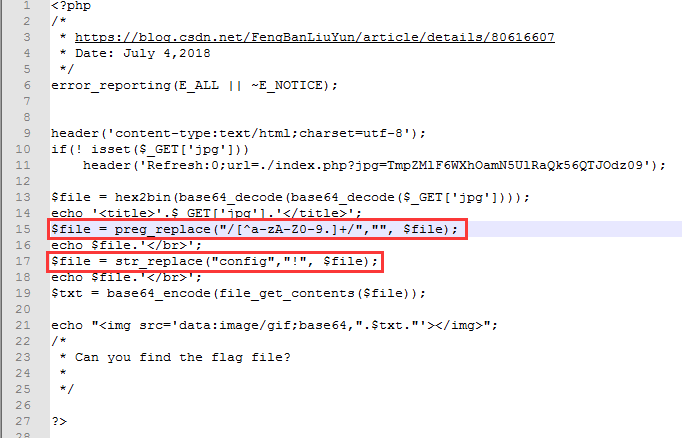 1 <?php
2 /*
3  * https://blog.csdn.net/FengBanLiuYun/article/details/80616607
4  * Date: July 4,2018
5  */
6 error_reporting(E_ALL || ~E_NOTICE);
7
8
9 header('content-type:text/html;charset=utf-8');
10 if(! isset($_GET['jpg']))
11     header('Refresh:0;url=./index.php?jpg=TmpZMlF6WXhOamN5UlRaQk56QTJOdz09');
12
13 $file = hex2bin(base64_decode(base64_decode($_GET['jpg'])));
14 echo '<title>'.$_GET['jpg'].'</title>';
15 $file = preg_replace("/[^a-zA-Z0-9.]+/","", $file);
16 echo $file.'</br>';
17 $file = str_replace("config","!", $file);
18 echo $file.'</br>';
19 $txt = base64_encode(file_get_contents($file));
20
21 echo "<img src='data:image/gif;base64,".$txt."'></img>";
22 /*
23  * Can you find the flag file?
24  *
25  */
26
27 ?>
28